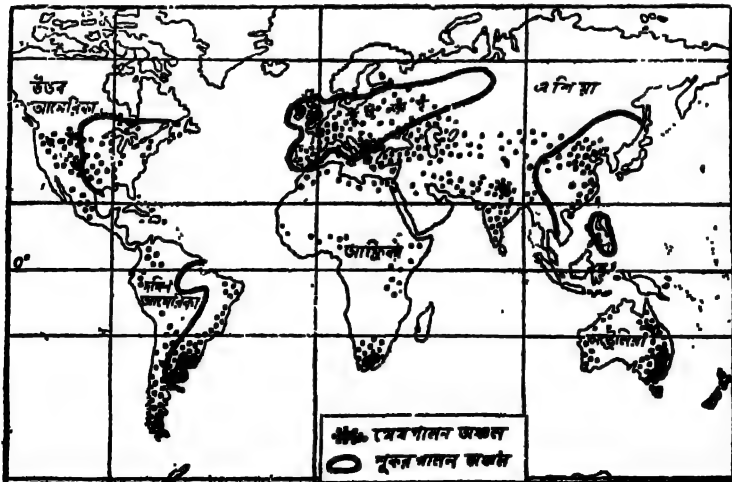 উত্তর
আমেরিকা
এশিয়া
আফ্রিকা
0°
দক্ষিণ
আমেরিকা
অস্ট্রেলিয়া
মেষপালন অঞ্চল
শূকর পালন অঞ্চল